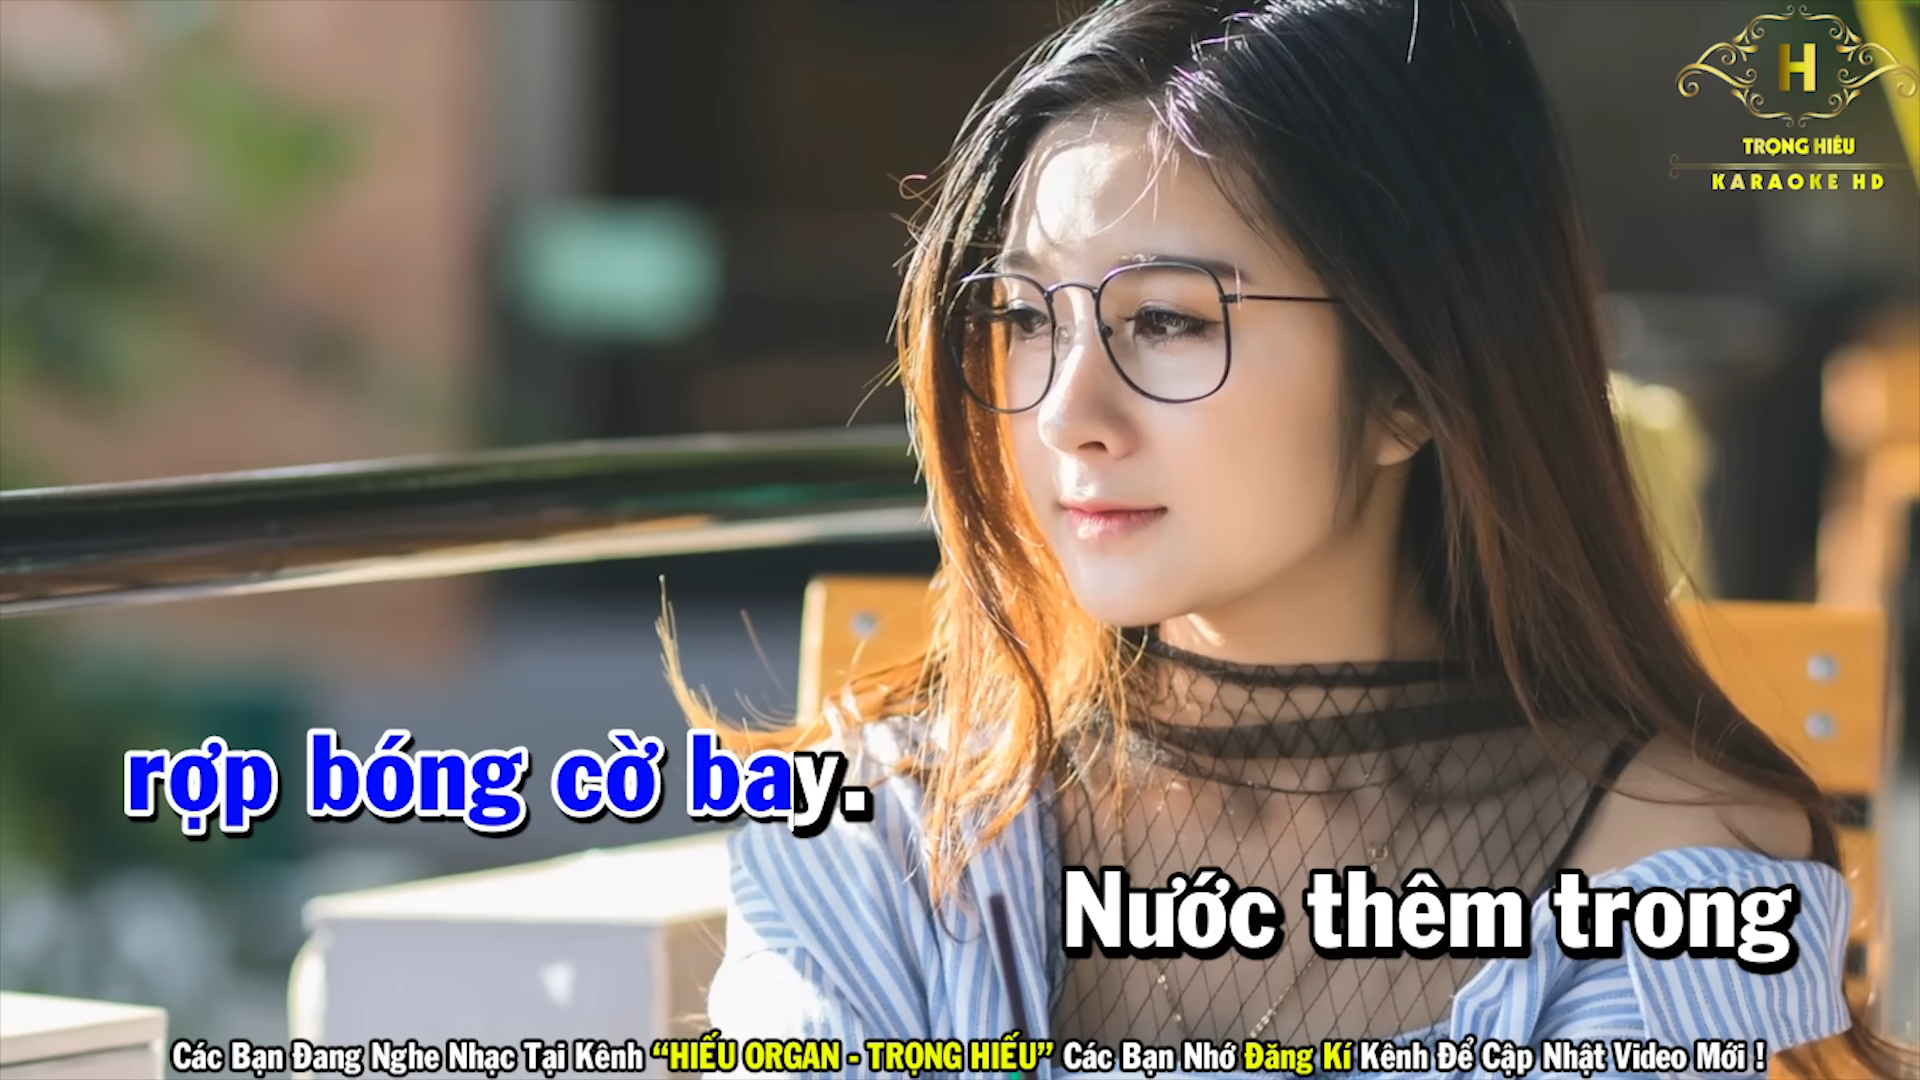 H
TRỌNG HIẾU
KARAOKE HD
rợp bóng cờ bay.
Nước thêm trong
Các Bạn Đang Nghe Nhạc Tại Kênh “HIẾU ORGAN - TRỌNG HIẾU” Các Bạn Nhớ Đăng Kí Kênh Để Cập Nhật Video Mới !